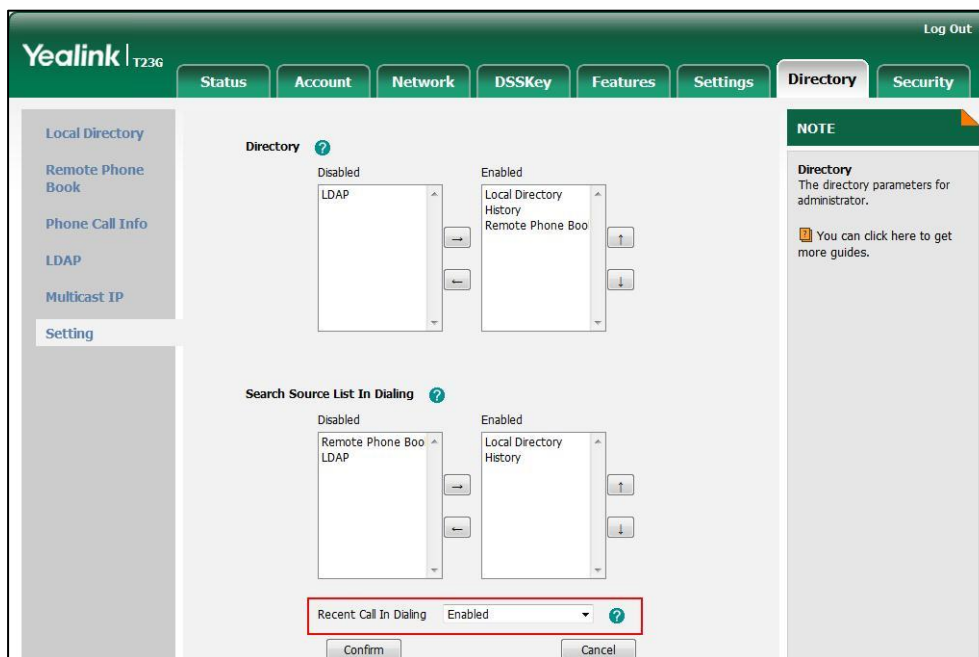 Log Out
Yealink T23G
Status Account Network DSSKey Features Settings Directory Security
Local Directory
Remote Phone
Book
Phone Call Info
LDAP
Multicast IP
Setting
Directory ?
Disabled Enabled
LDAP
Local Directory
History
Remote Phone Boo
→
←
↑
↓
Search Source List In Dialing ?
Disabled Enabled
Remote Phone Boo
LDAP
Local Directory
History
→
←
↑
↓
Recent Call In Dialing Enabled ?
Confirm Cancel
NOTE
Directory
The directory parameters for
administrator.
? You can click here to get
more guides.